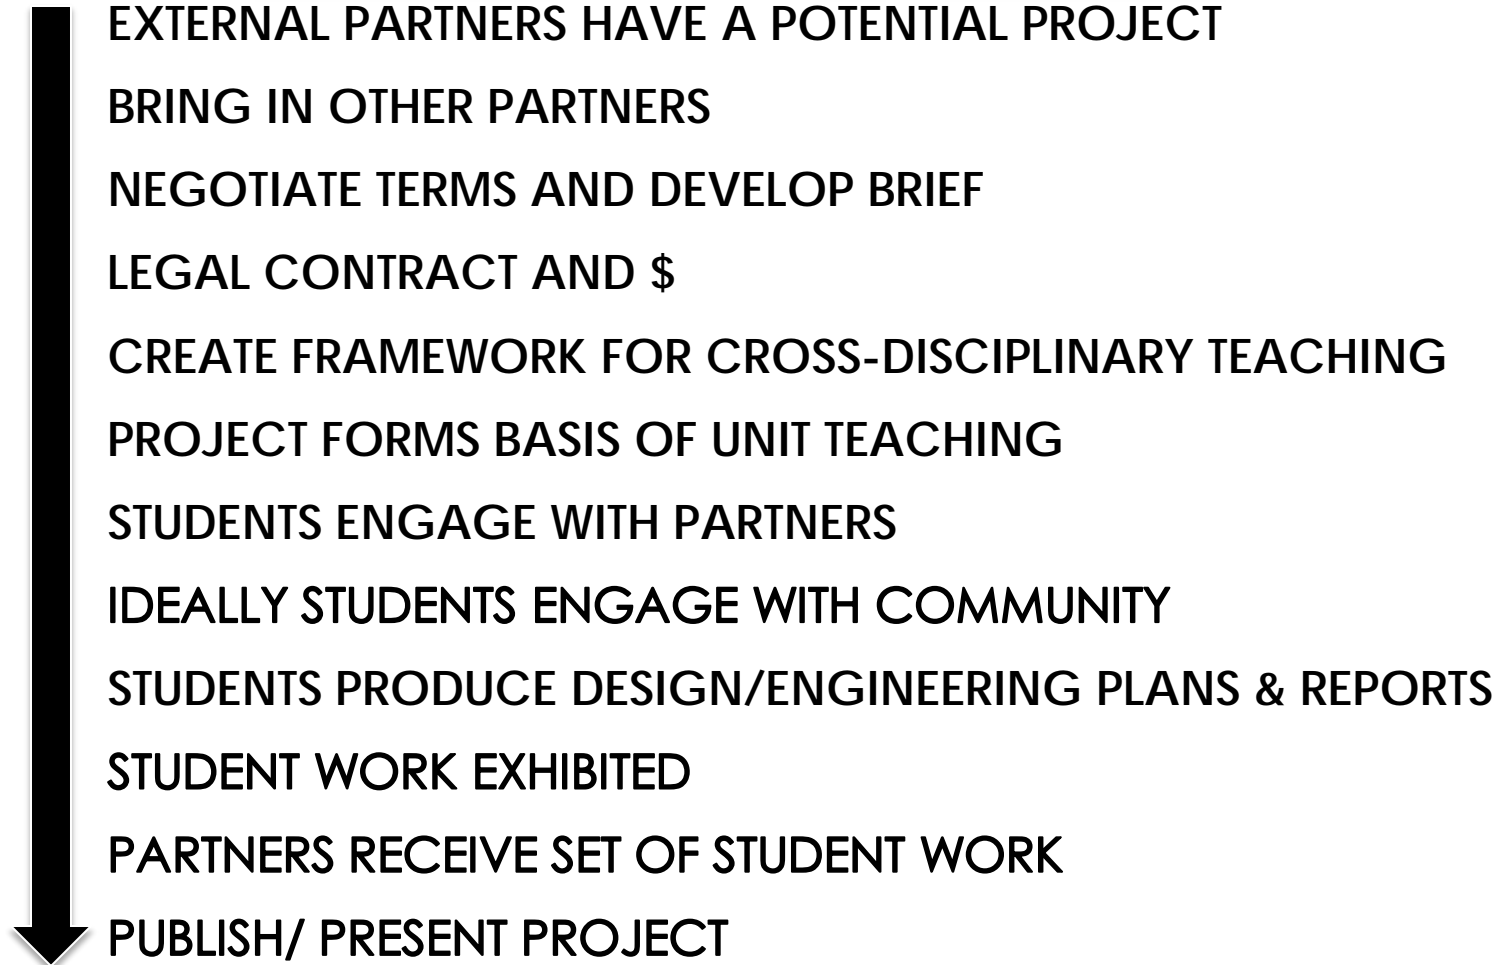 EXTERNAL PARTNERS HAVE A POTENTIAL PROJECT
BRING IN OTHER PARTNERS
NEGOTIATE TERMS AND DEVELOP BRIEF
LEGAL CONTRACT AND $
CREATE FRAMEWORK FOR CROSS-DISCIPLINARY TEACHING
PROJECT FORMS BASIS OF UNIT TEACHING
STUDENTS ENGAGE WITH PARTNERS
IDEALLY STUDENTS ENGAGE WITH COMMUNITY
STUDENTS PRODUCE DESIGN/ENGINEERING PLANS & REPORTS
STUDENT WORK EXHIBITED
PARTNERS RECEIVE SET OF STUDENT WORK
PUBLISH/ PRESENT PROJECT